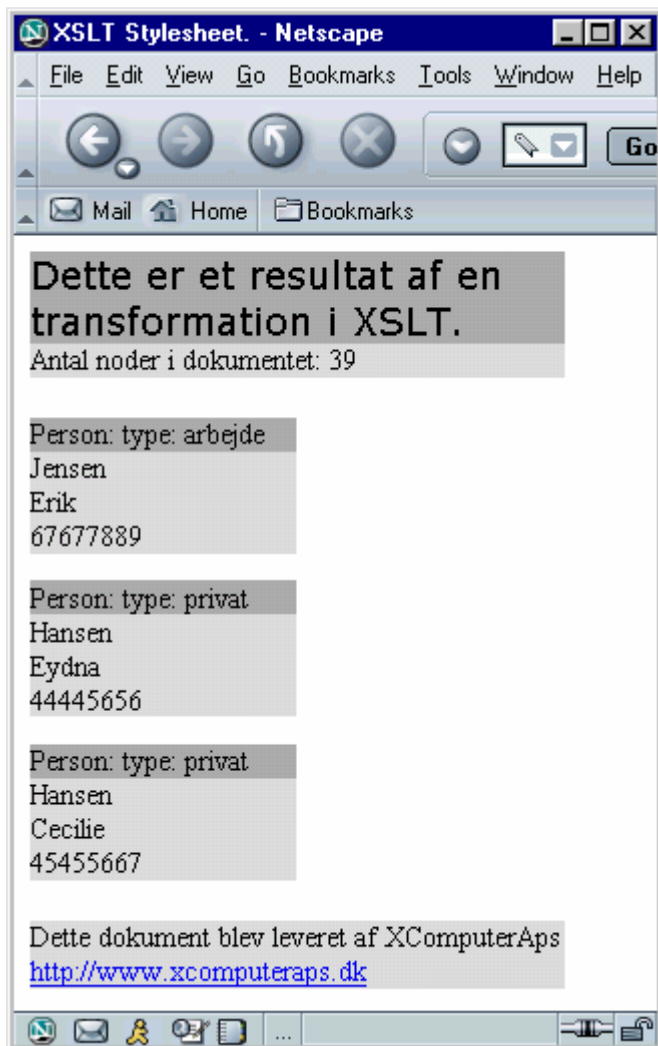 XSLT Stylesheet. - Netscape
File Edit View Go Bookmarks Tools Window Help
Go
Mail Home Bookmarks
Dette er et resultat af en
transformation i XSLT.
Antal noder i dokumentet: 39
Person: type: arbejde
Jensen
Erik
67677889
Person: type: privat
Hansen
Eydna
44445656
Person: type: privat
Hansen
Cecilie
45455667
Dette dokument blev leveret af XComputerAps
http://www.xcomputeraps.dk
...